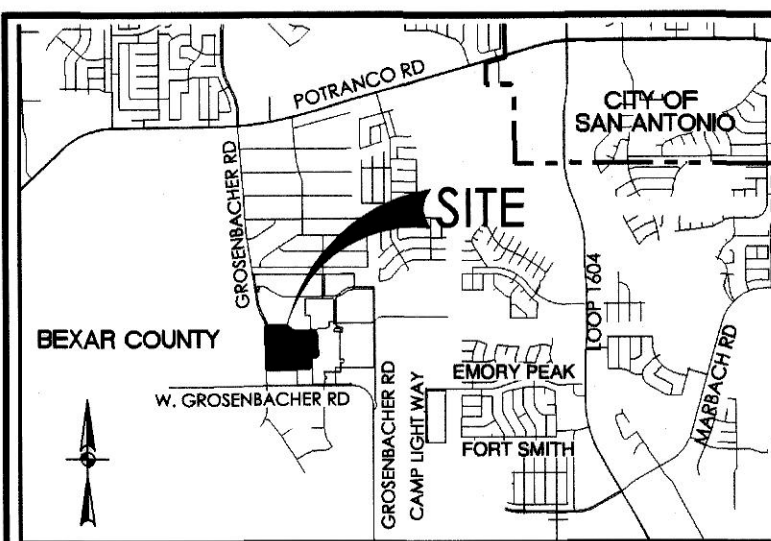 POTRANCO RD
CITY OF
SAN ANTONIO
GROSENBACHER RD
SITE
LOOP 1604
BEXAR COUNTY
MARBACH RD
EMORY PEAK
W. GROSENBACHER RD
GROSENBACHER RD
CAMP LIGHT WAY
FORT SMITH